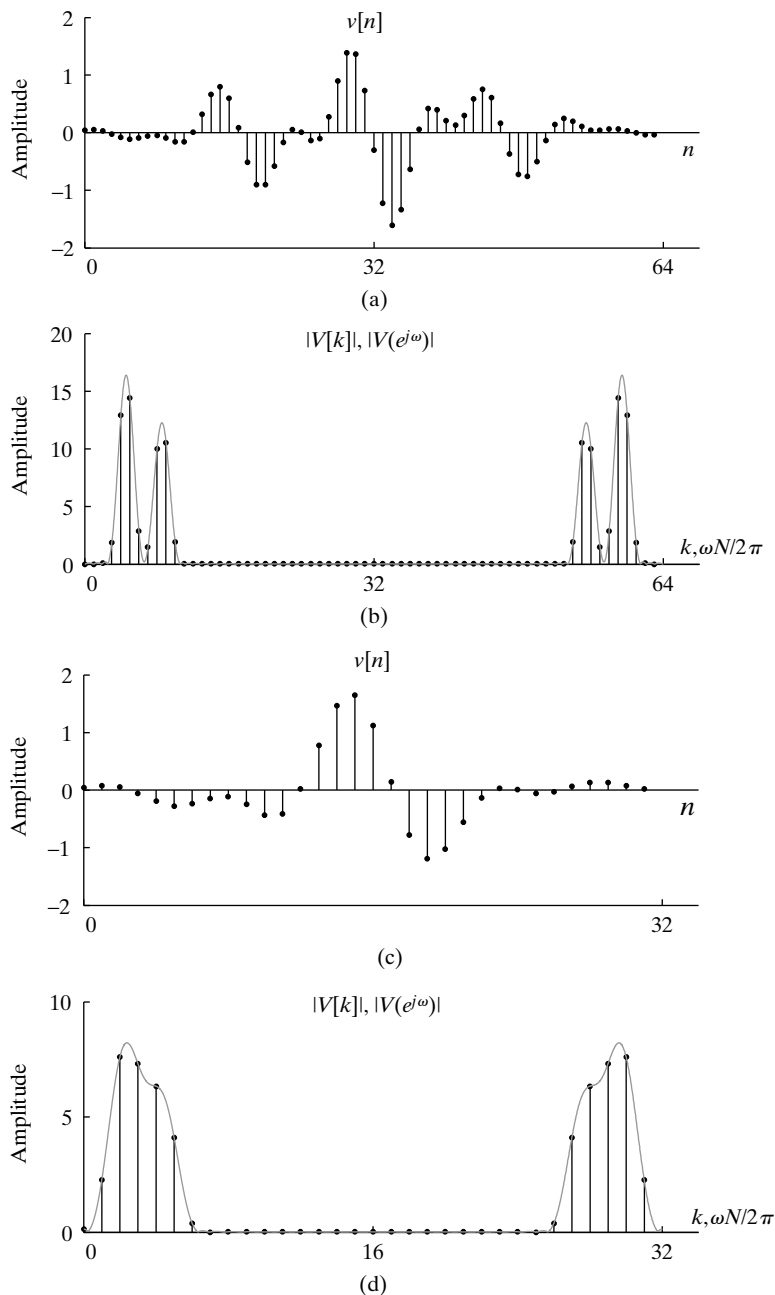 v[n]
2
1
0
−1
−2
Amplitude
n
0 32 64
(a)
|V[k]|, |V(e^{jω})|
20
15
10
5
0
Amplitude
k, ωN/2π
0 32 64
(b)
v[n]
2
1
0
−1
−2
Amplitude
n
0 32
(c)
|V[k]|, |V(e^{jω})|
10
5
0
Amplitude
k, ωN/2π
0 16 32
(d)